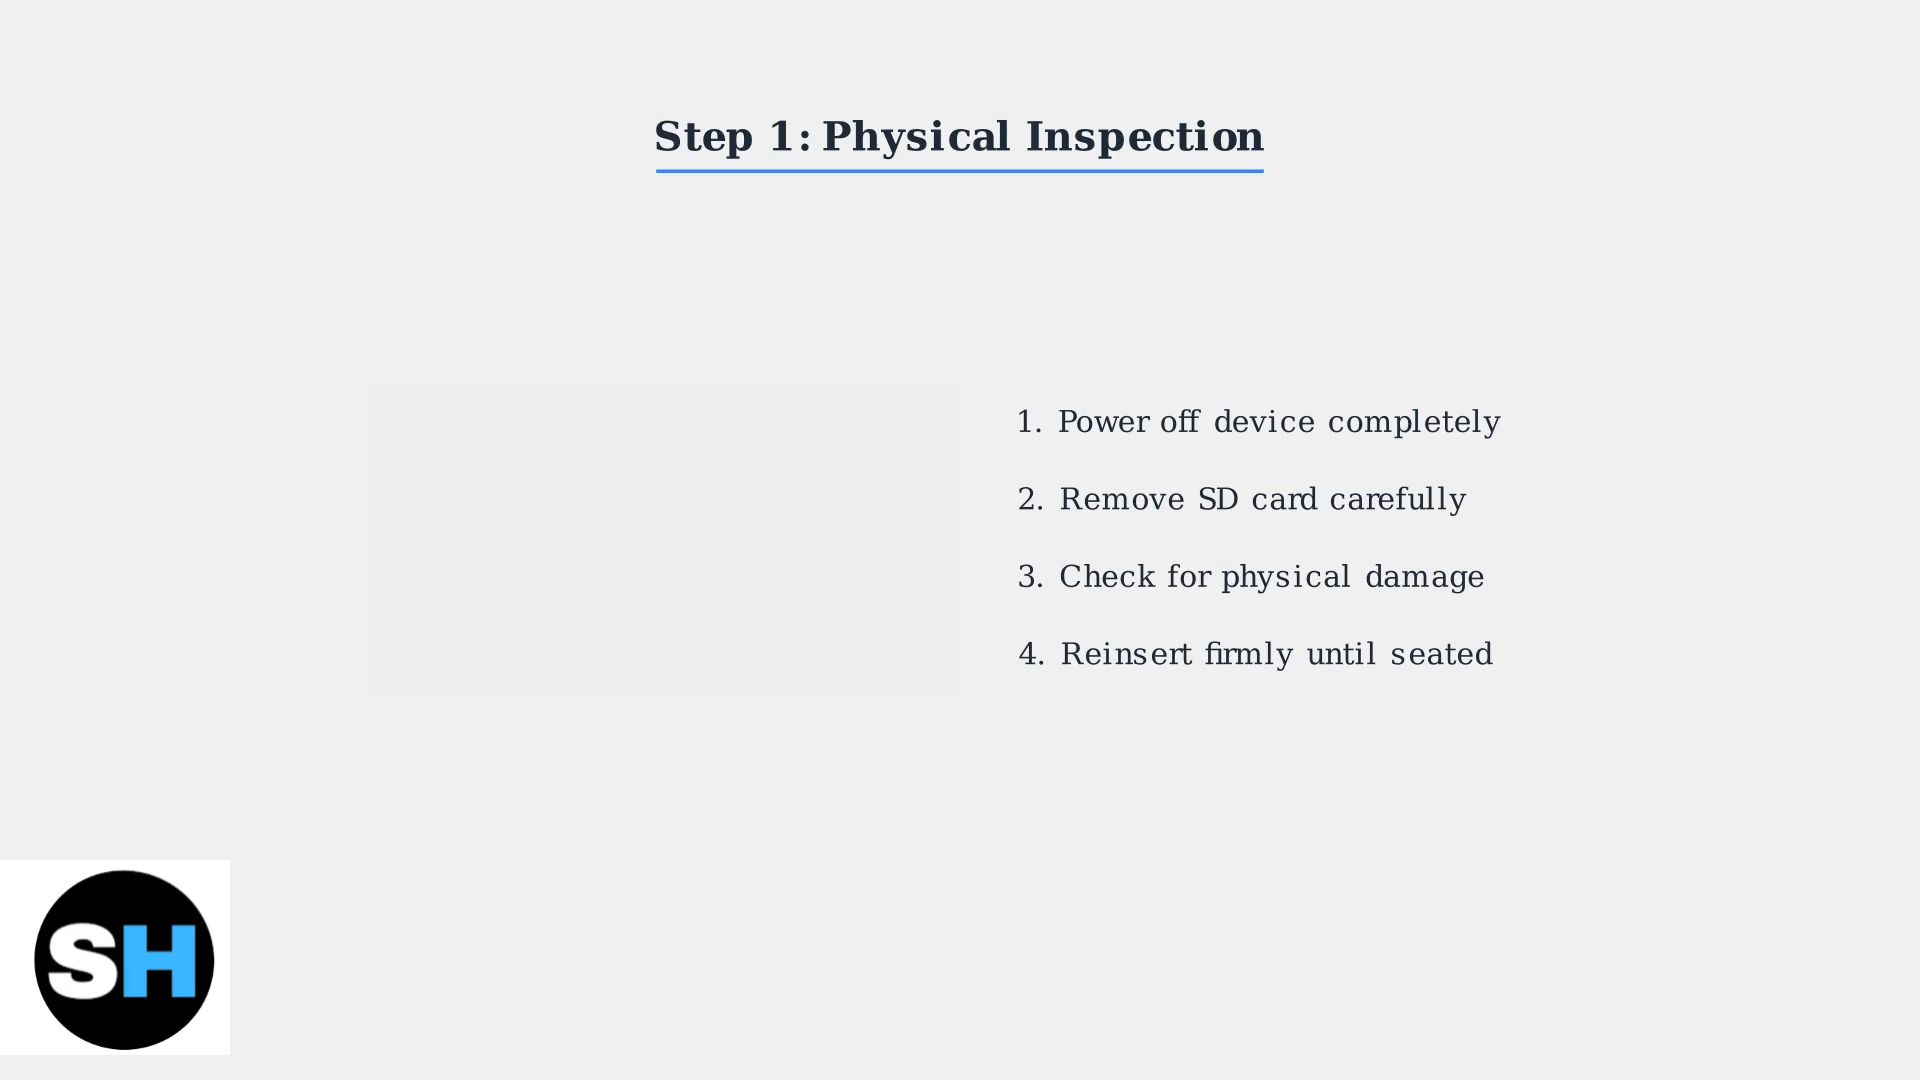 Step 1: Physical Inspection
1. Power off device completely
2. Remove SD card carefully
3. Check for physical damage
4. Reinsert firmly until seated
SH